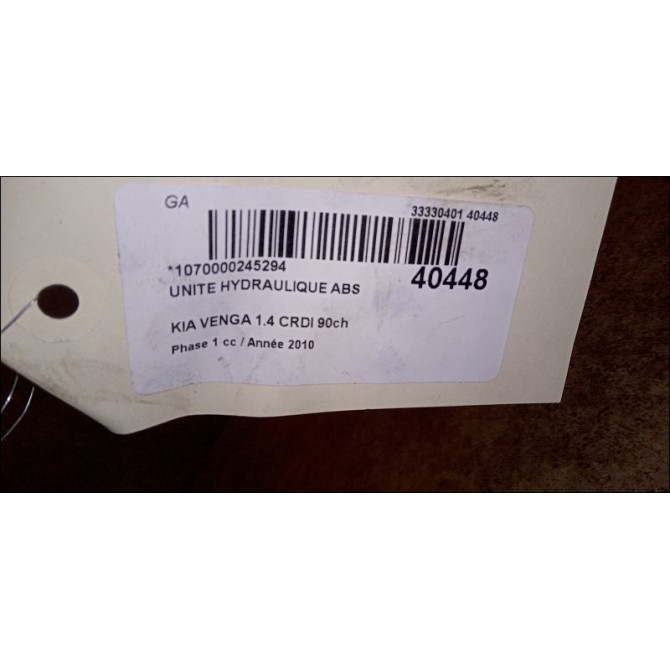 GA
33330401 40448
*1070000245294
40448
UNITE HYDRAULIQUE ABS
KIA VENGA 1.4 CRDI 90ch
Phase 1 cc / Année 2010